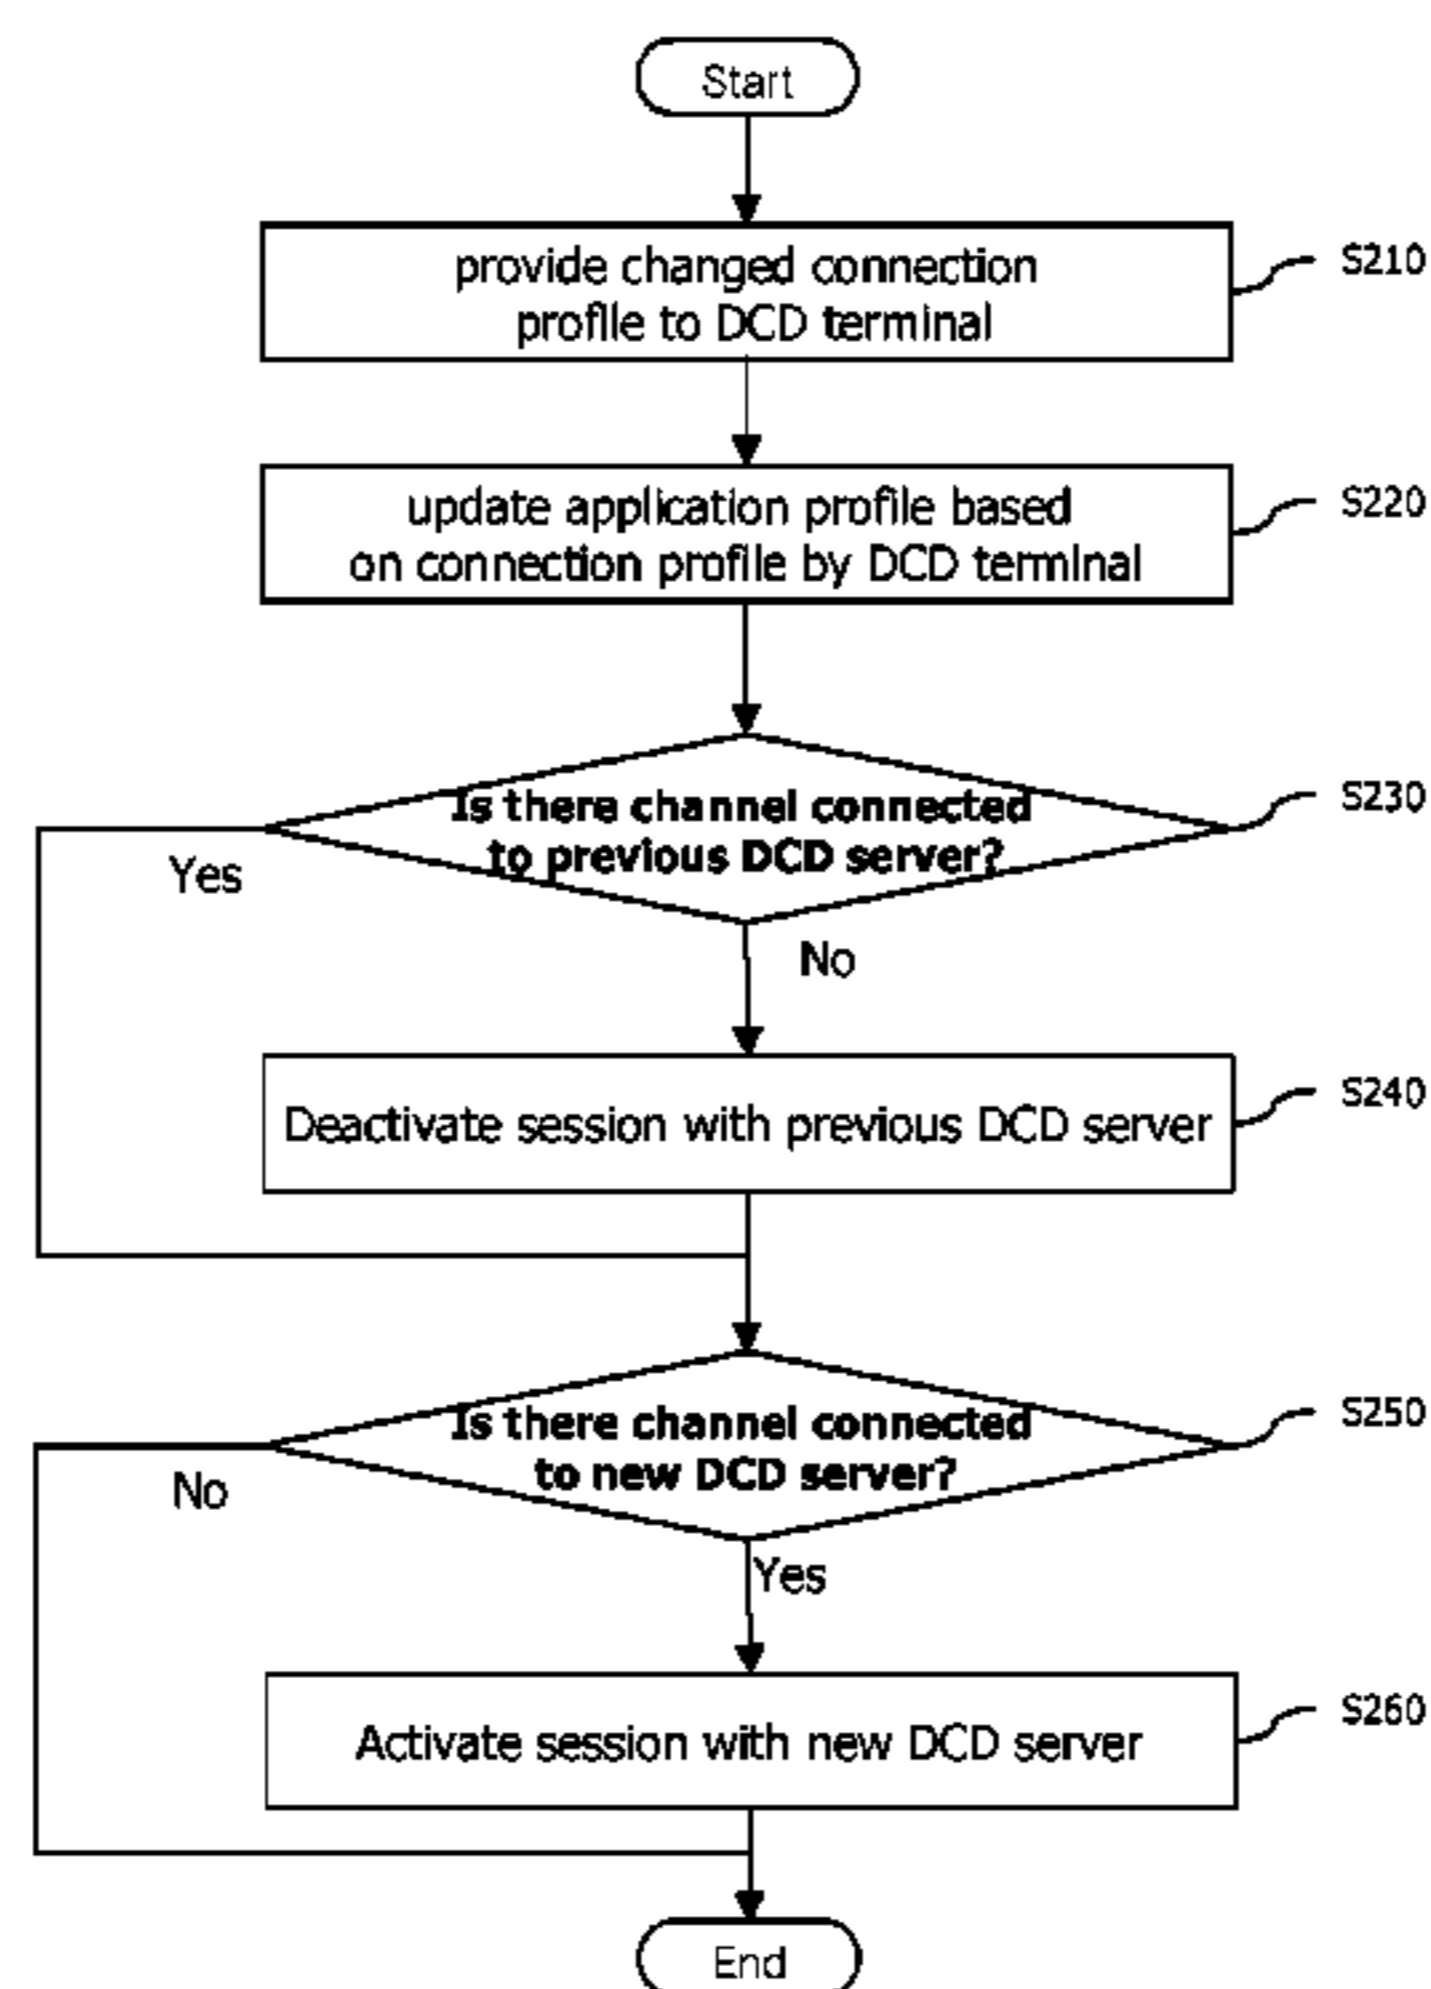 Start
provide changed connection
profile to DCD terminal
S210
update application profile based
on connection profile by DCD terminal
S220
Is there channel connected
to previous DCD server?
S230
Yes
No
Deactivate session with previous DCD server
S240
Is there channel connected
to new DCD server?
S250
No
Yes
Activate session with new DCD server
S260
End